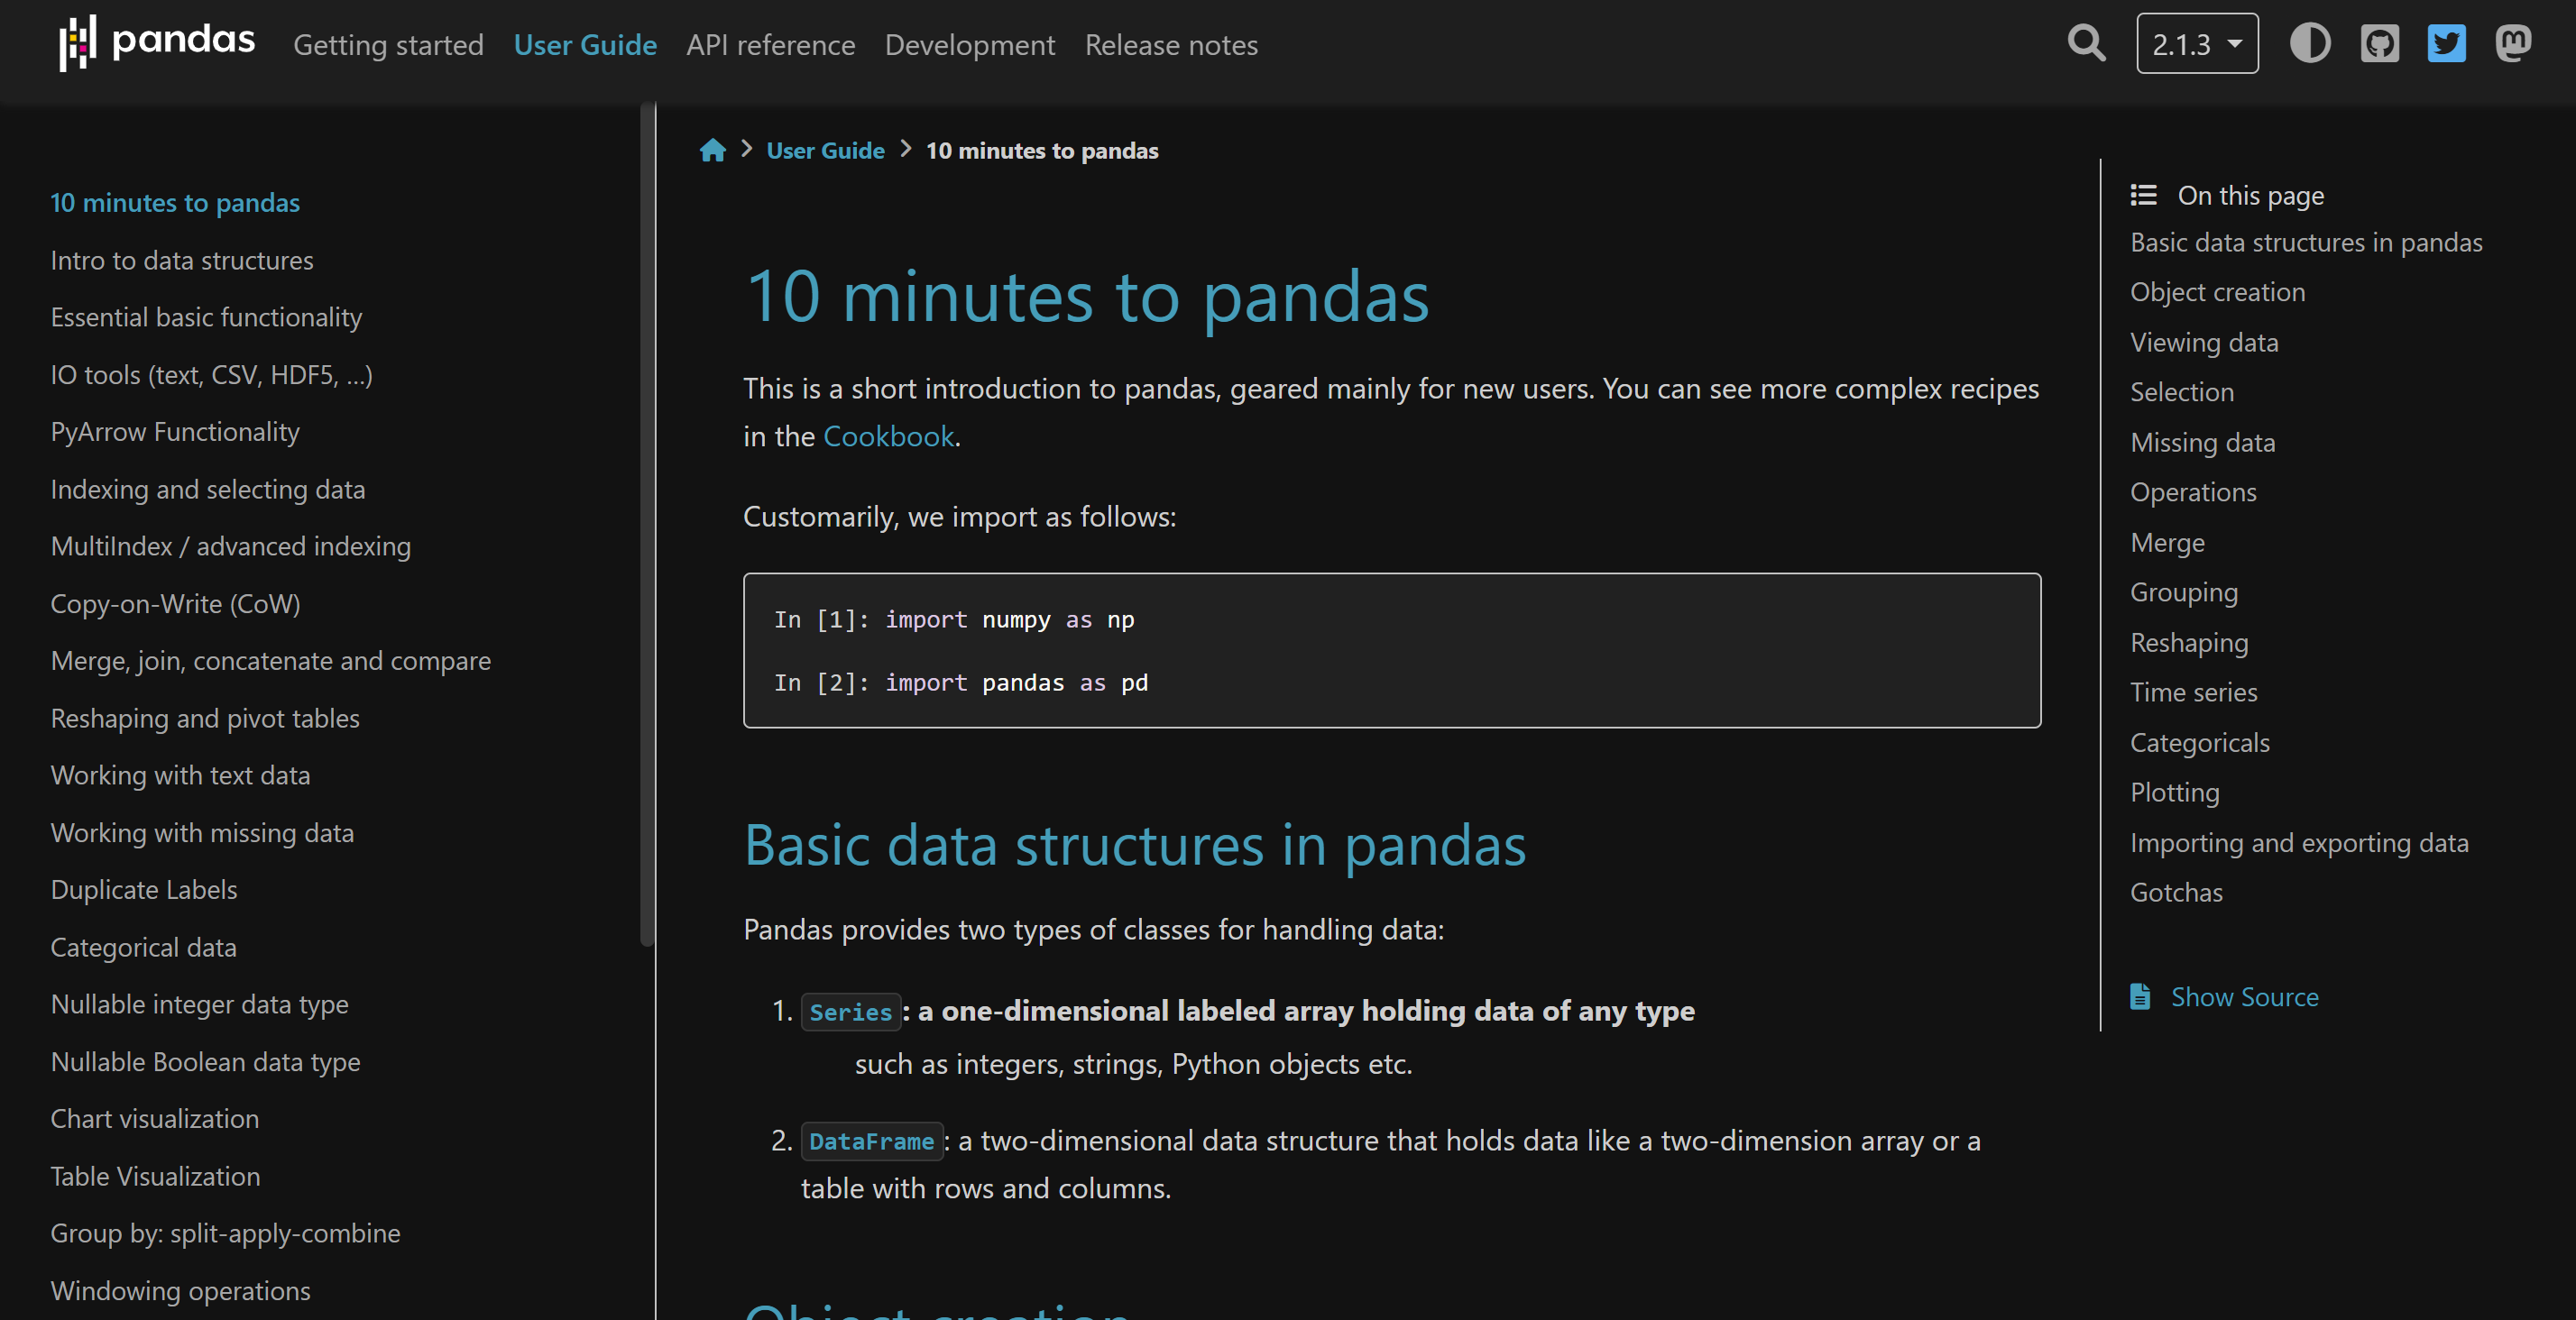 pandas
Getting started
User Guide
API reference
Development
Release notes
2.1.3
10 minutes to pandas
Intro to data structures
Essential basic functionality
IO tools (text, CSV, HDF5, …)
PyArrow Functionality
Indexing and selecting data
MultiIndex / advanced indexing
Copy-on-Write (CoW)
Merge, join, concatenate and compare
Reshaping and pivot tables
Working with text data
Working with missing data
Duplicate Labels
Categorical data
Nullable integer data type
Nullable Boolean data type
Chart visualization
Table Visualization
Group by: split-apply-combine
Windowing operations
User Guide > 10 minutes to pandas
10 minutes to pandas
This is a short introduction to pandas, geared mainly for new users. You can see more complex recipes
in the Cookbook.
Customarily, we import as follows:
In [1]: import numpy as np
In [2]: import pandas as pd
Basic data structures in pandas
Pandas provides two types of classes for handling data:
1. Series: a one-dimensional labeled array holding data of any type
such as integers, strings, Python objects etc.
2. DataFrame: a two-dimensional data structure that holds data like a two-dimension array or a
table with rows and columns.
Object creation
On this page
Basic data structures in pandas
Object creation
Viewing data
Selection
Missing data
Operations
Merge
Grouping
Reshaping
Time series
Categoricals
Plotting
Importing and exporting data
Gotchas
Show Source